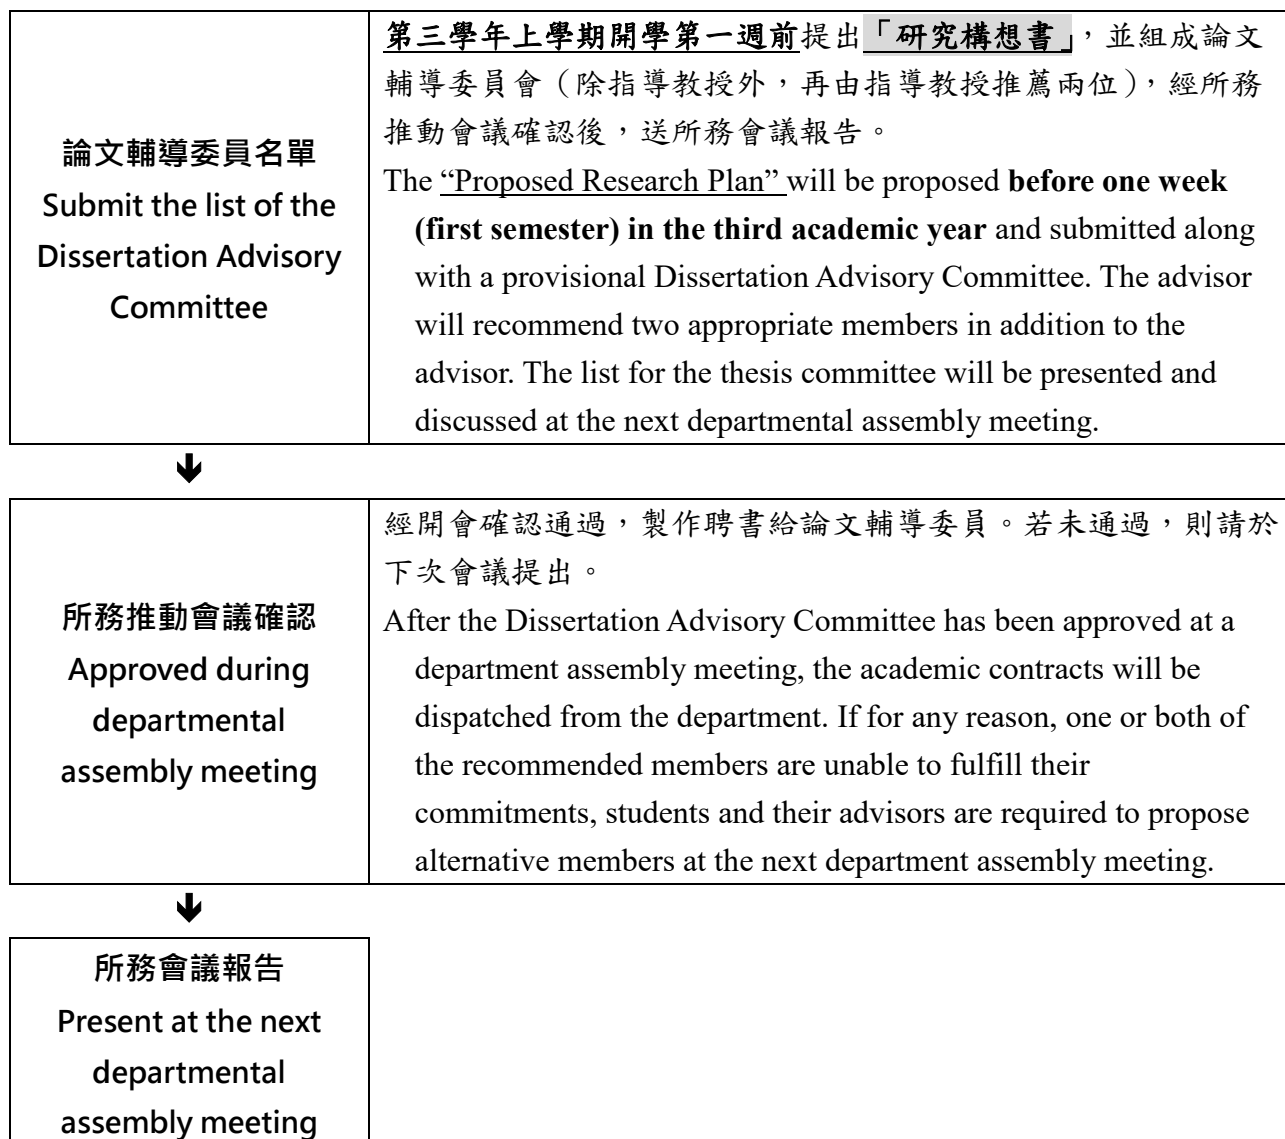 論文輔導委員名單
Submit the list of the
Dissertation Advisory
Committee
第三學年上學期開學第一週前提出「研究構想書」，並組成論文
輔導委員會（除指導教授外，再由指導教授推薦兩位），經所務
推動會議確認後，送所務會議報告。
The “Proposed Research Plan” will be proposed before one week
(first semester) in the third academic year and submitted along
with a provisional Dissertation Advisory Committee. The advisor
will recommend two appropriate members in addition to the
advisor. The list for the thesis committee will be presented and
discussed at the next departmental assembly meeting.
所務推動會議確認
Approved during
departmental
assembly meeting
經開會確認通過，製作聘書給論文輔導委員。若未通過，則請於
下次會議提出。
After the Dissertation Advisory Committee has been approved at a
department assembly meeting, the academic contracts will be
dispatched from the department. If for any reason, one or both of
the recommended members are unable to fulfill their
commitments, students and their advisors are required to propose
alternative members at the next department assembly meeting.
所務會議報告
Present at the next
departmental
assembly meeting